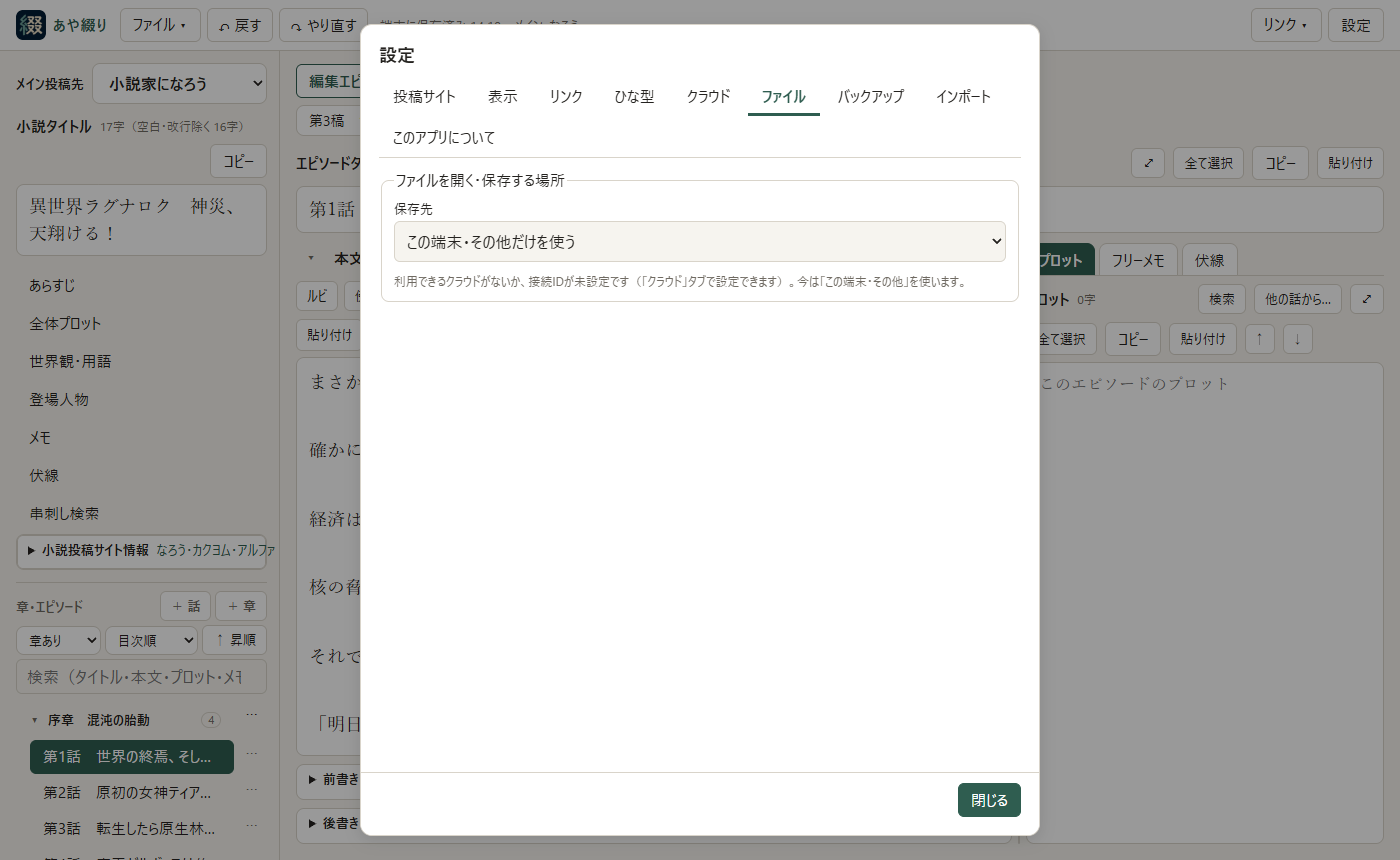 綴 あや綴り ファイル ▾ 戻す やり直す リンク ▾ 設定
メイン投稿先 小説家になろう
小説タイトル 17字（空白・改行除く16字）
コピー
異世界ラグナロク　神災、
天翔ける！
あらすじ
全体プロット
世界観・用語
登場人物
メモ
伏線
串刺し検索
▶ 小説投稿サイト情報 なろう・カクヨム・アルファ
章・エピソード ＋ 話 ＋ 章
章あり 目次順 ↑ 昇順
検索（タイトル・本文・プロット・メモ
▾ 序章　混沌の胎動 4 …
第1話　世界の終焉、そし... …
第2話　原初の女神ティア... …
第3話　転生したら原生林... …
編集エピ
第3稿
エピソードタ
第1話
▾ 本文
ルビ
貼り付け
まさか
確かに
経済は
核の脅
それで
「明日
▶ 前書き
▶ 後書き
設定
投稿サイト 表示 リンク ひな型 クラウド ファイル バックアップ インポート
このアプリについて
ファイルを開く・保存する場所
保存先
この端末・その他だけを使う
利用できるクラウドがないか、接続IDが未設定です（「クラウド」タブで設定できます）。今は「この端末・その他」を使います。
閉じる
⤢ 全て選択 コピー 貼り付け
プロット フリーメモ 伏線
ロット 0字 検索 他の話から... ⤢
全て選択 コピー 貼り付け ↑ ↓
このエピソードのプロット